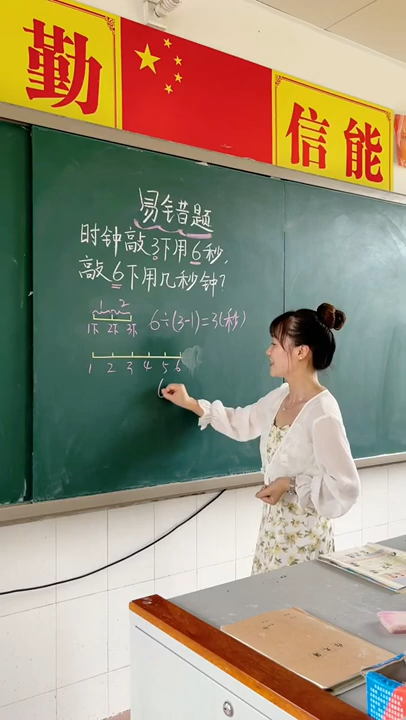 勤
信能
易错题
时钟敲3下用6秒,
敲6下用几秒钟?
1 2
1下 2下 3下
6÷(3-1)=3(秒)
1 2 3 4 5 6
(